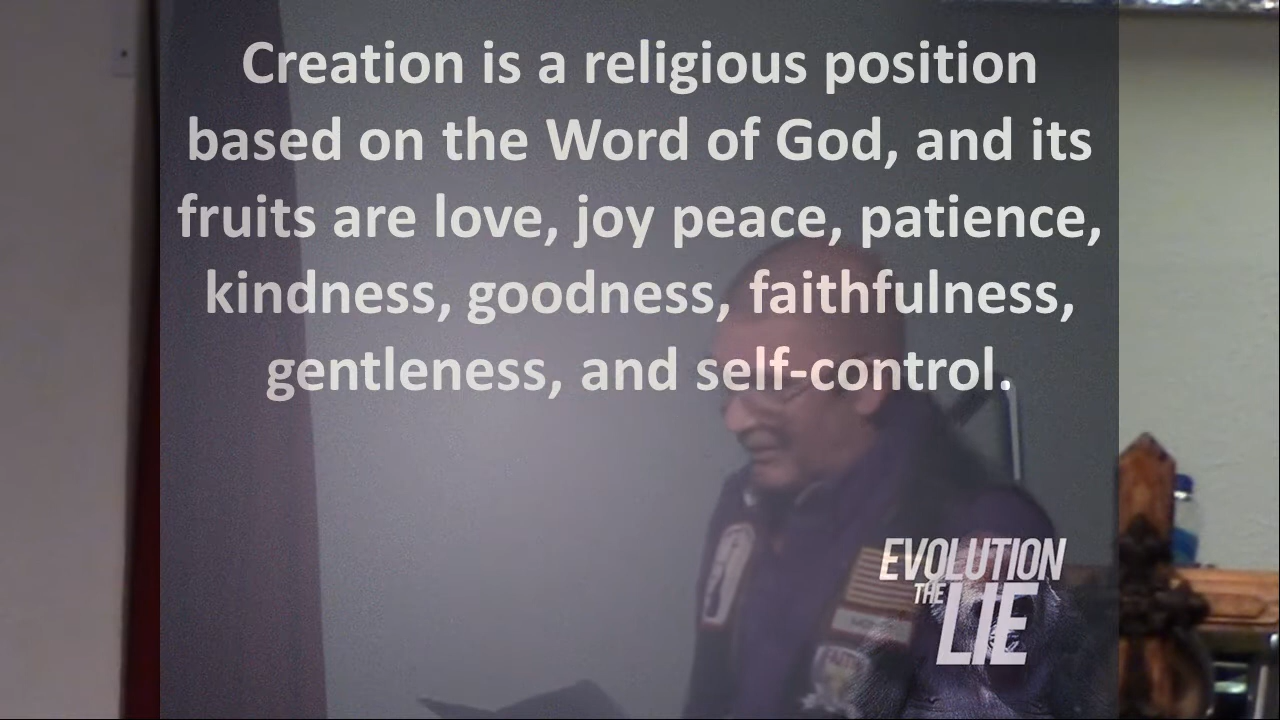 Creation is a religious position
based on the Word of God, and its
fruits are love, joy peace, patience,
kindness, goodness, faithfulness,
gentleness, and self-control.
EVOLUTION
THE
LIE
FAITH